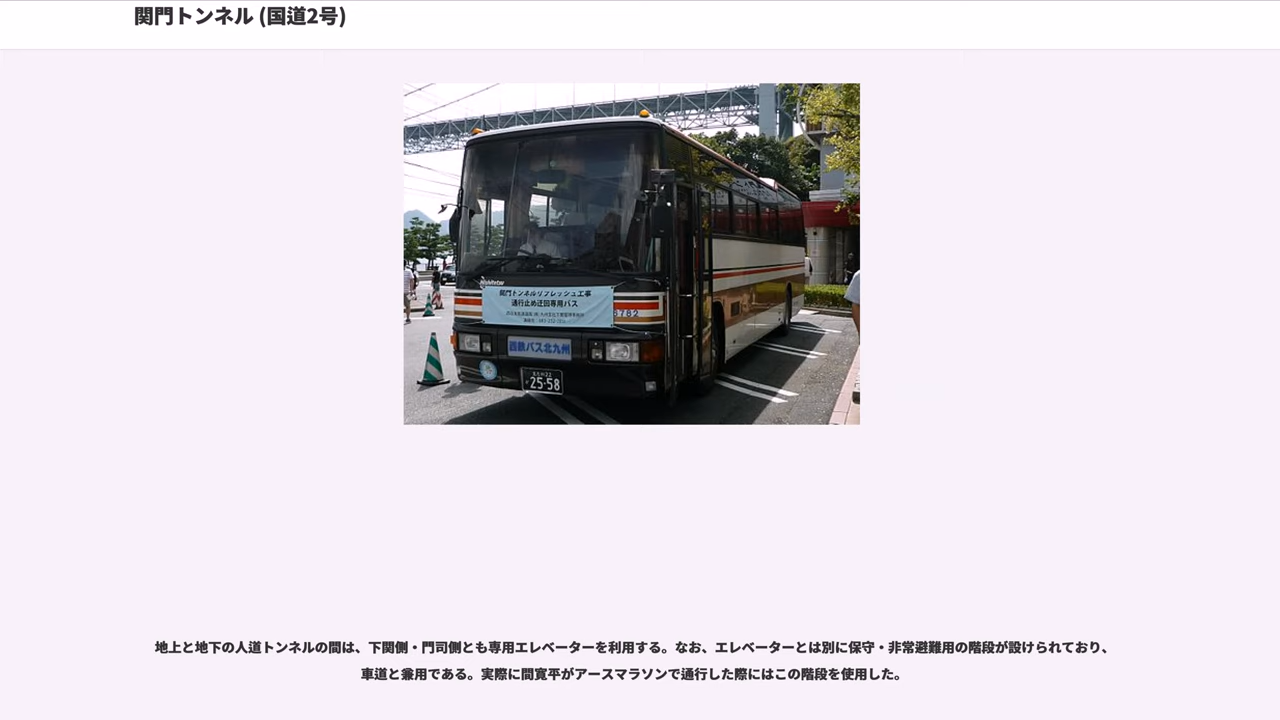 関門トンネル (国道2号)
Nishitetsu
関門トンネルリフレッシュ工事
通行止め迂回専用バス
6762
西鉄バス北九州
25-58
地上と地下の人道トンネルの間は、下関側・門司側とも専用エレベーターを利用する。なお、エレベーターとは別に保守・非常避難用の階段が設けられており、
車道と兼用である。実際に間寛平がアースマラソンで通行した際にはこの階段を使用した。